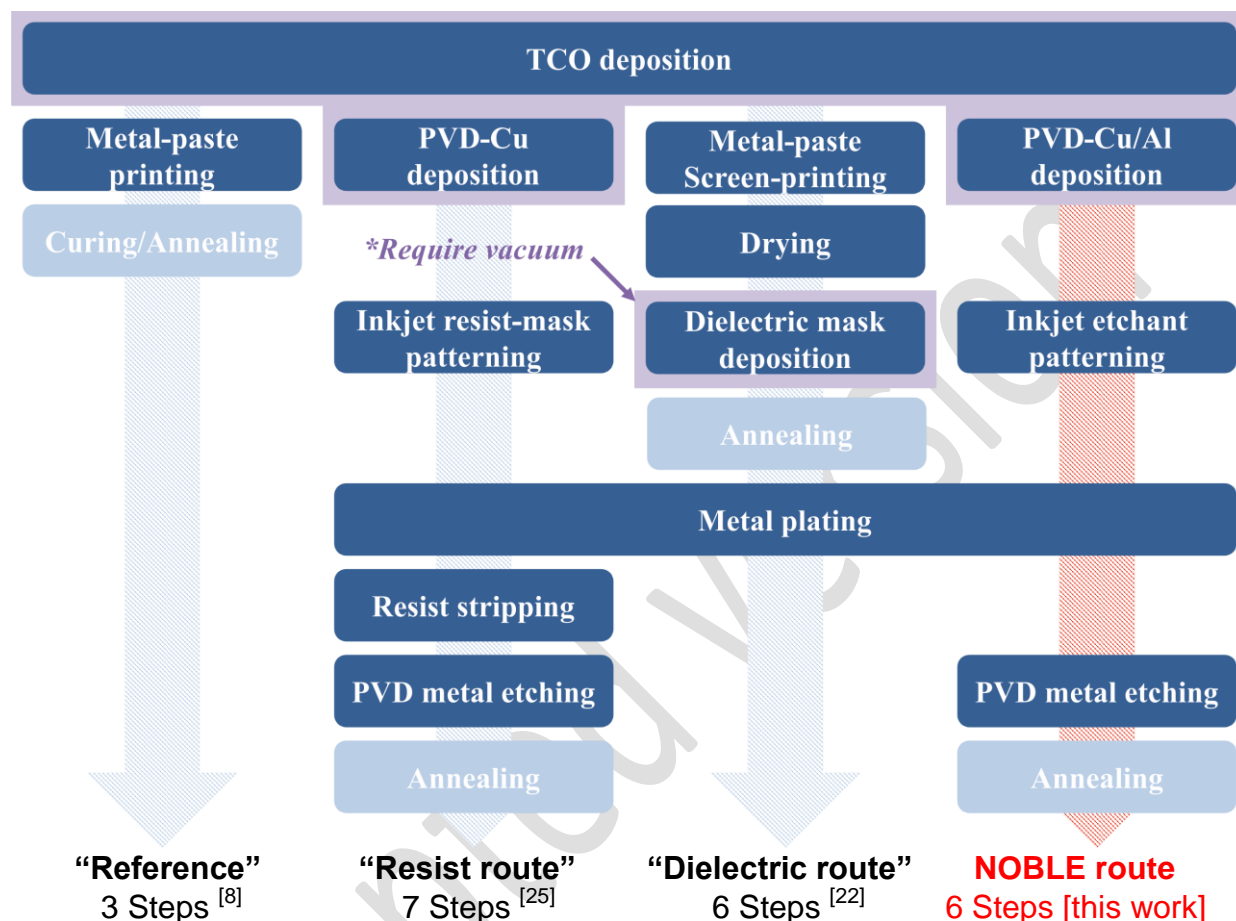 TCO deposition
Metal-paste
printing
PVD-Cu
deposition
Metal-paste
Screen-printing
PVD-Cu/Al
deposition
Curing/Annealing
*Require vacuum
Drying
Inkjet resist-mask
patterning
Dielectric mask
deposition
Inkjet etchant
patterning
Annealing
Metal plating
Resist stripping
PVD metal etching
PVD metal etching
Annealing
Annealing
“Reference”
3 Steps [8]
“Resist route”
7 Steps [25]
“Dielectric route”
6 Steps [22]
NOBLE route
6 Steps [this work]